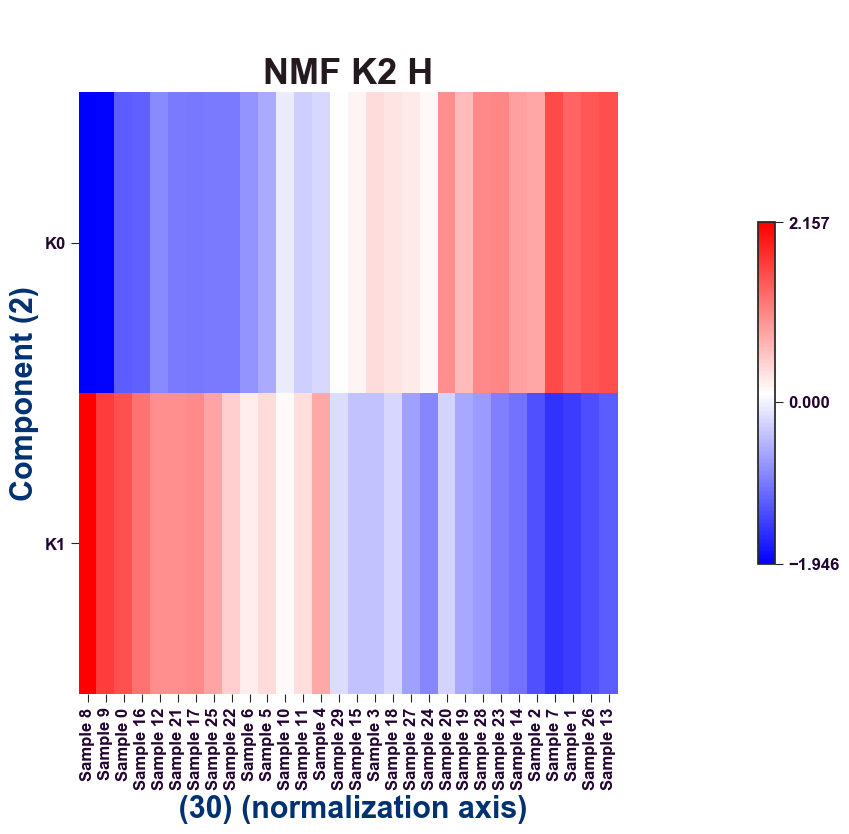 NMF K2 H
K0
K1
Component (2)
2.157
0.000
−1.946
Sample 8
Sample 9
Sample 0
Sample 16
Sample 12
Sample 21
Sample 17
Sample 25
Sample 22
Sample 6
Sample 5
Sample 10
Sample 11
Sample 4
Sample 29
Sample 15
Sample 3
Sample 18
Sample 27
Sample 24
Sample 20
Sample 19
Sample 28
Sample 23
Sample 14
Sample 2
Sample 7
Sample 1
Sample 26
Sample 13
(30) (normalization axis)